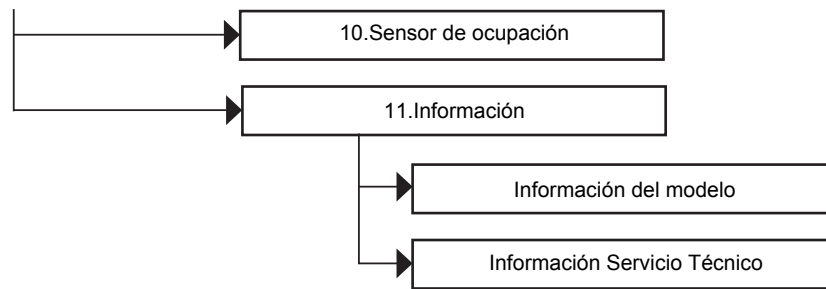 10.Sensor de ocupación
11.Información
Información del modelo
Información Servicio Técnico